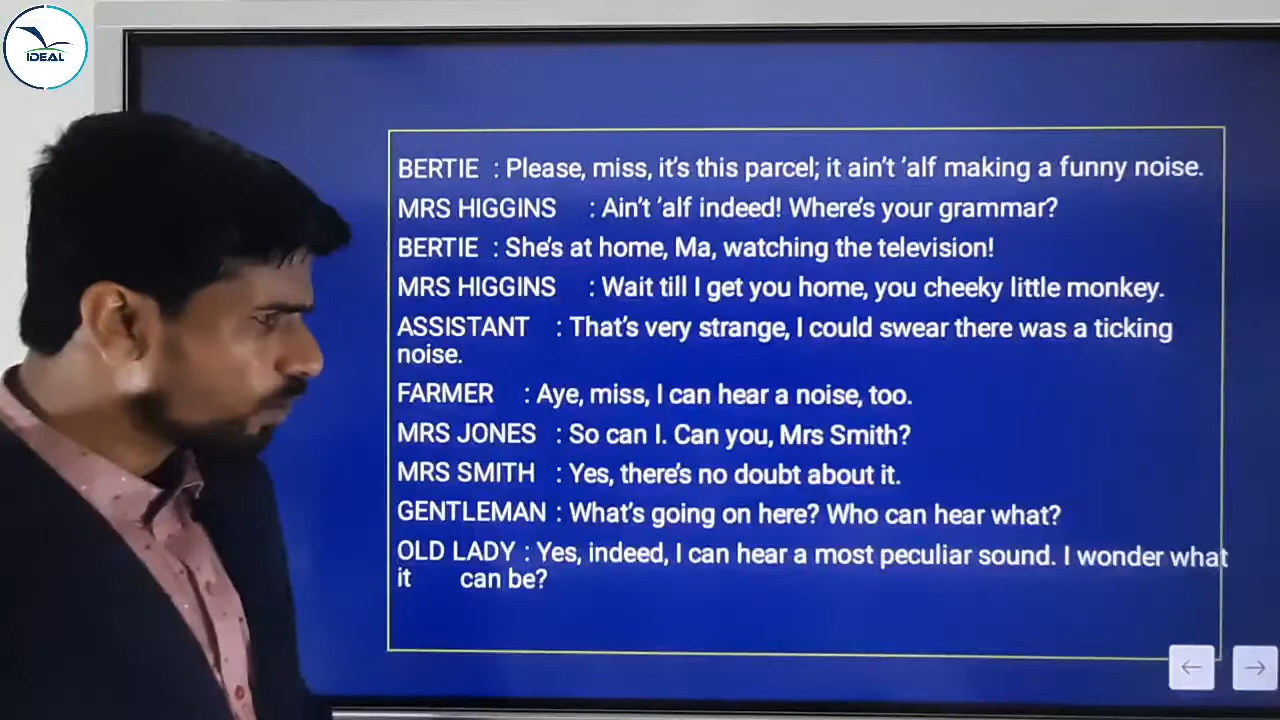 iDEAL
BERTIE : Please, miss, it's this parcel; it ain't 'alf making a funny noise.
MRS HIGGINS : Ain't 'alf indeed! Where's your grammar?
BERTIE : She's at home, Ma, watching the television!
MRS HIGGINS : Wait till I get you home, you cheeky little monkey.
ASSISTANT : That's very strange, I could swear there was a ticking
noise.
FARMER : Aye, miss, I can hear a noise, too.
MRS JONES : So can I. Can you, Mrs Smith?
MRS SMITH : Yes, there's no doubt about it.
GENTLEMAN : What's going on here? Who can hear what?
OLD LADY : Yes, indeed, I can hear a most peculiar sound. I wonder what
it can be?